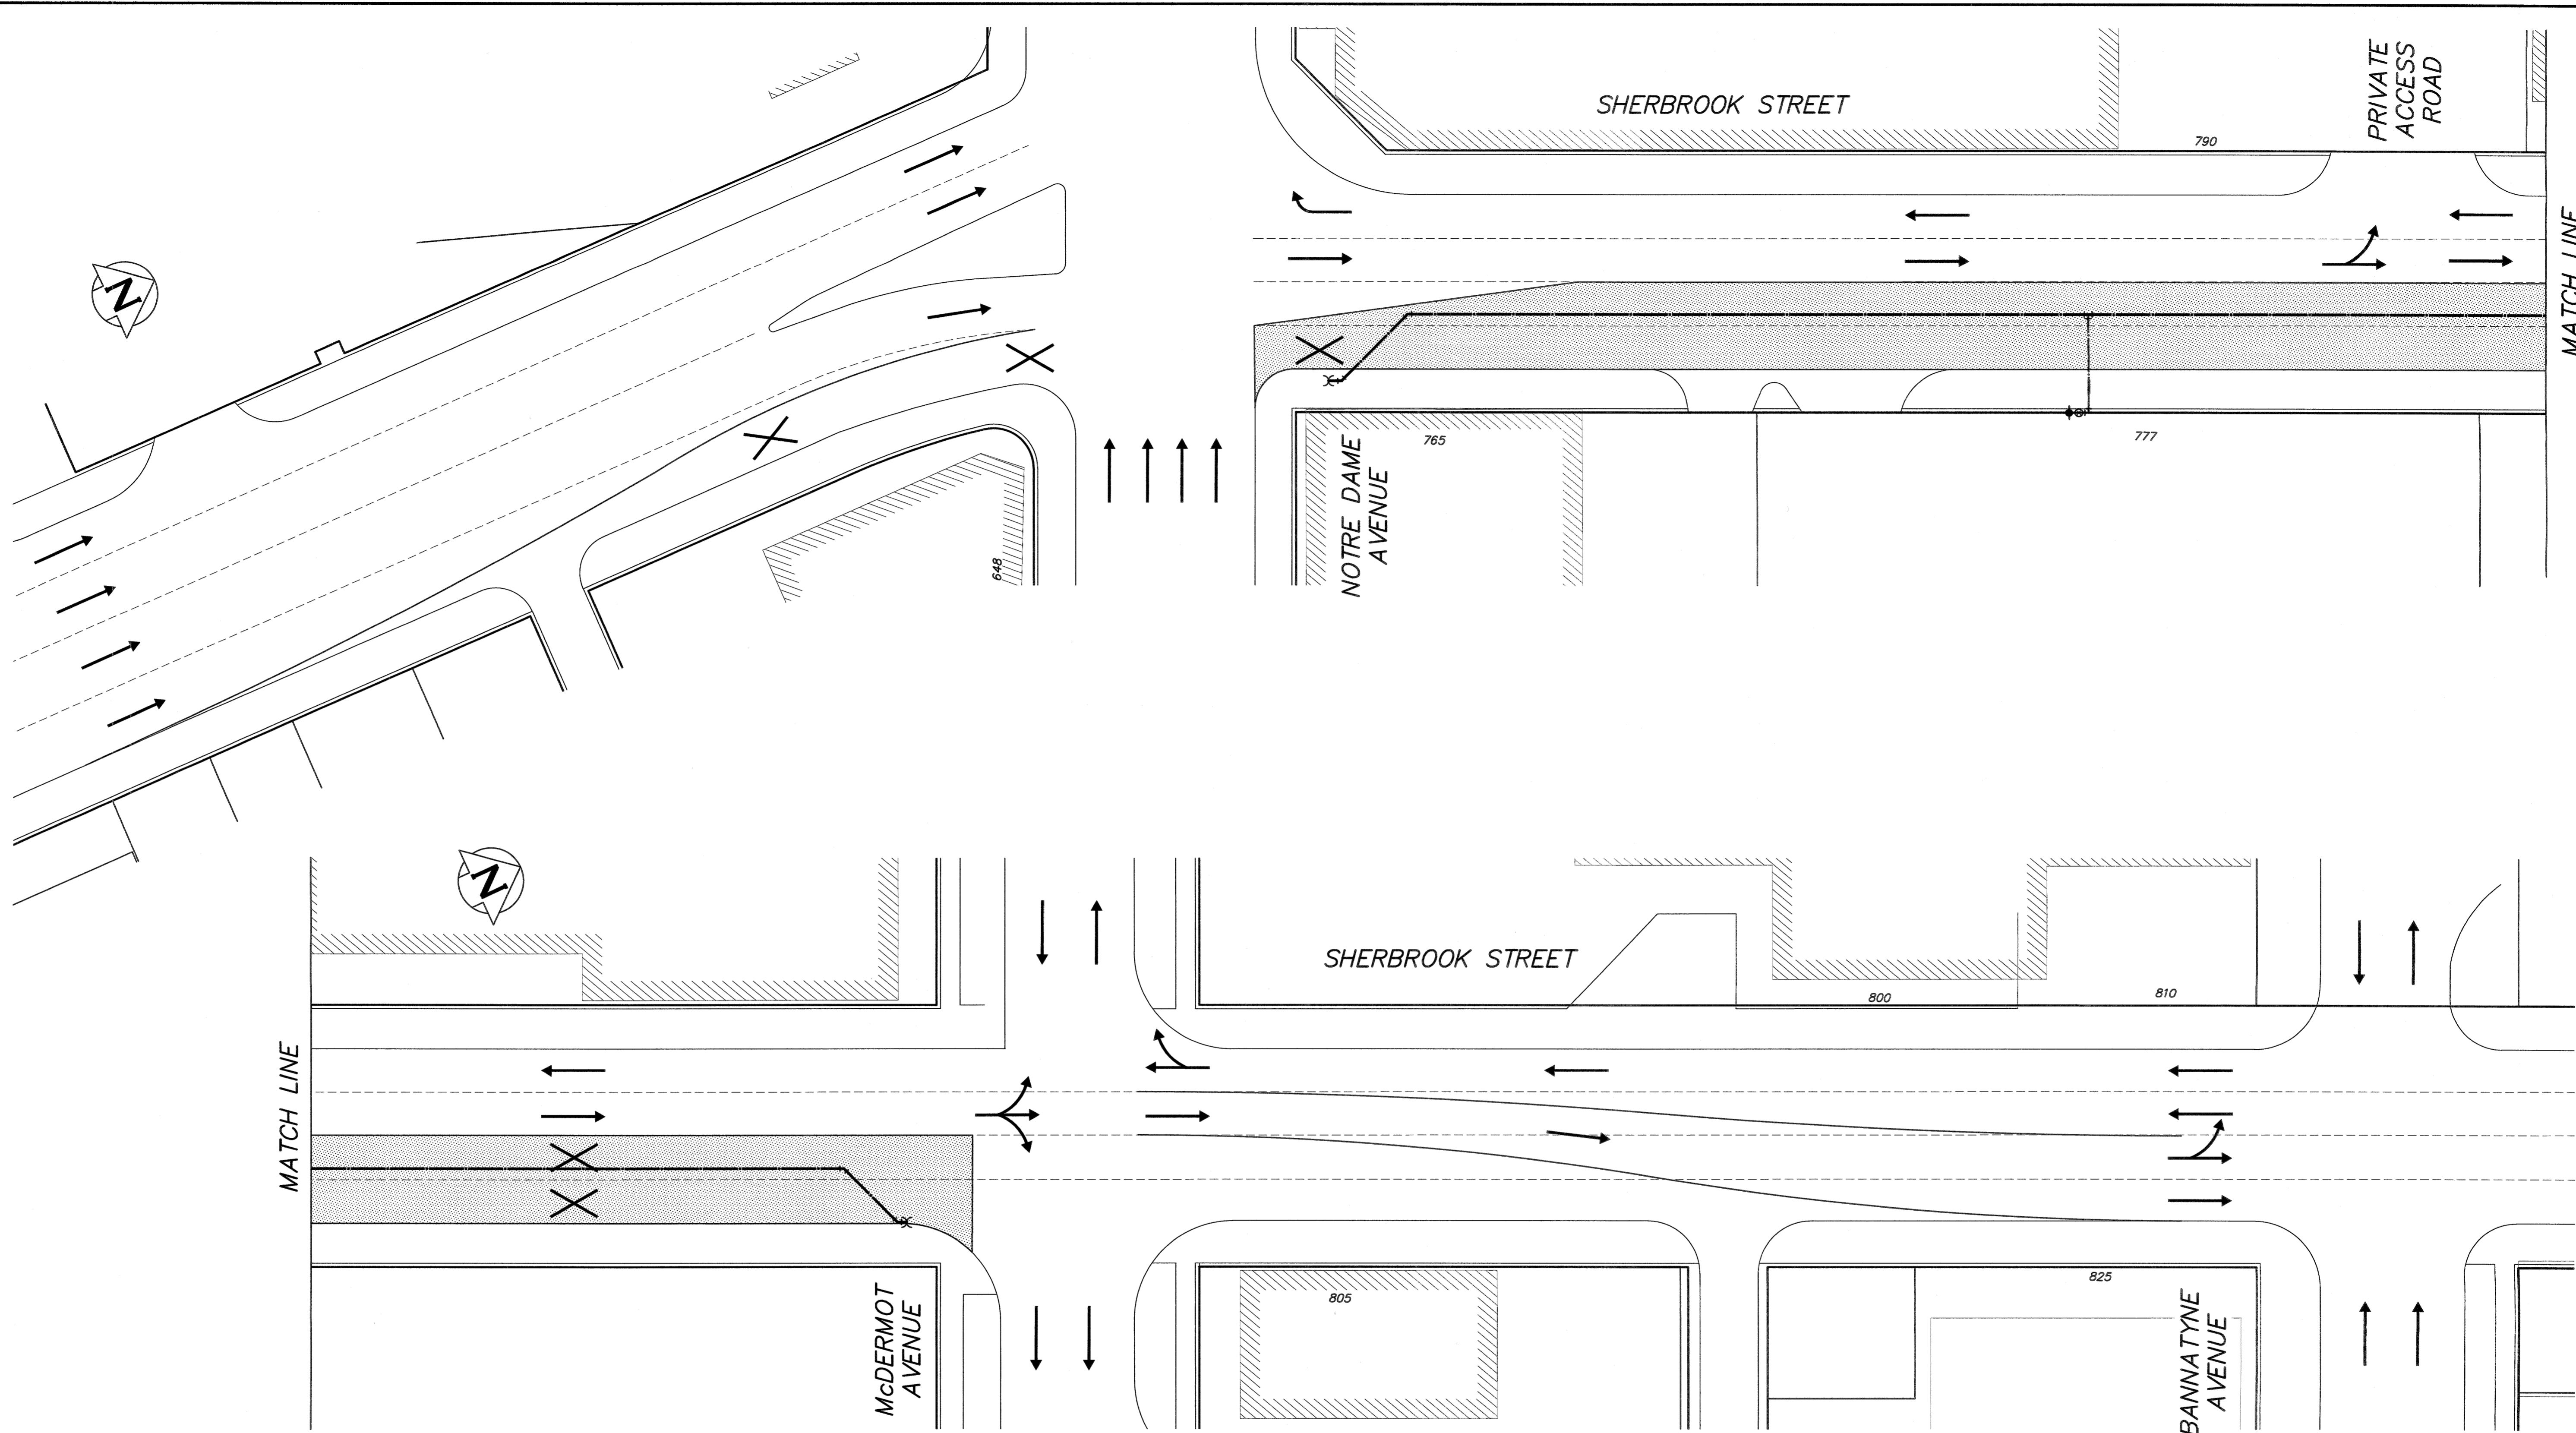 SHERBROOK STREET
PRIVATE
ACCESS
ROAD
790
MATCH LINE
N
765
777
NOTRE DAME
AVENUE
648
N
SHERBROOK STREET
800
810
MATCH LINE
McDERMOT
AVENUE
805
825
BANNATYNE
AVENUE